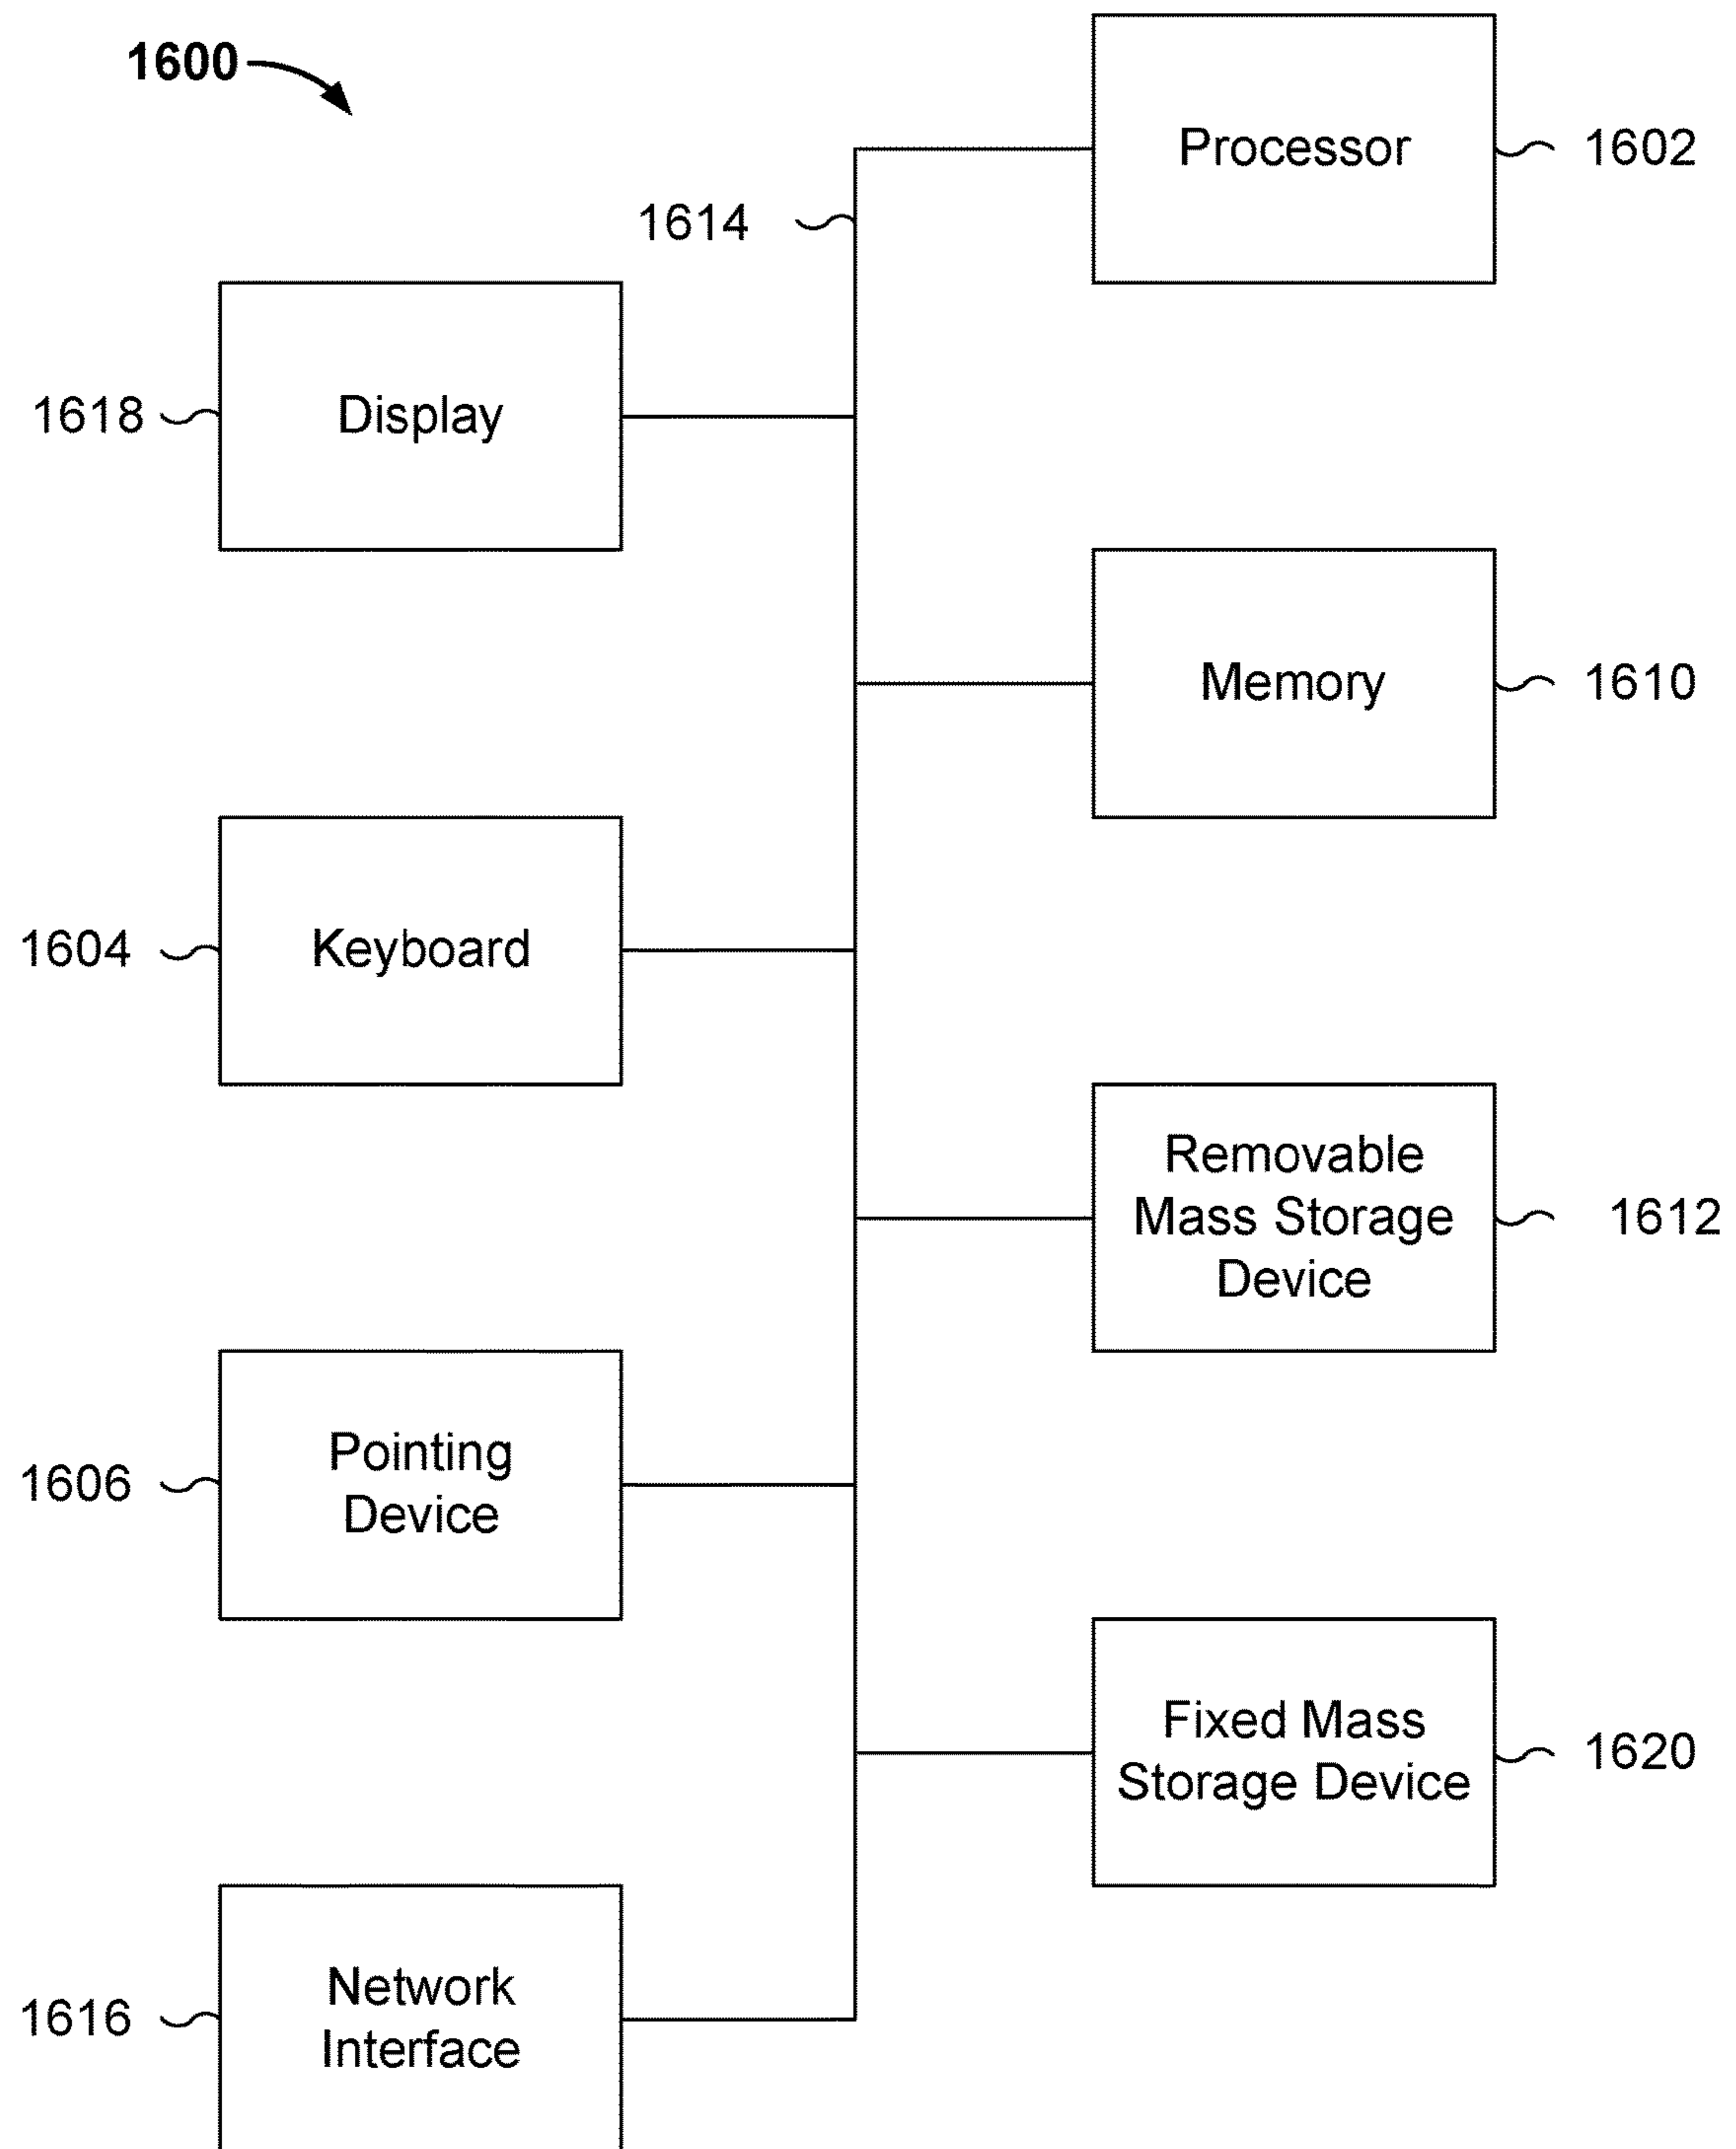 1600
Processor
1602
1614
1618
Display
Memory
1610
1604
Keyboard
Removable
Mass Storage
Device
1612
1606
Pointing
Device
Fixed Mass
Storage Device
1620
1616
Network
Interface